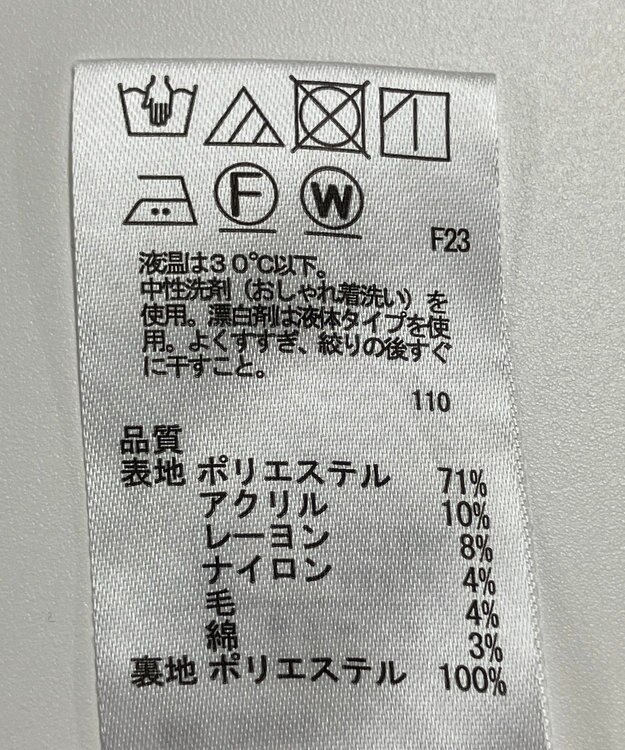 F W
F23
液温は30℃以下。
中性洗剤（おしゃれ着洗い）を
使用。漂白剤は液体タイプを使
用。よくすすぎ、絞りの後すぐ
に干すこと。
110
品質
表地 ポリエステル 71%
アクリル 10%
レーヨン 8%
ナイロン 4%
毛 4%
綿 3%
裏地 ポリエステル 100%